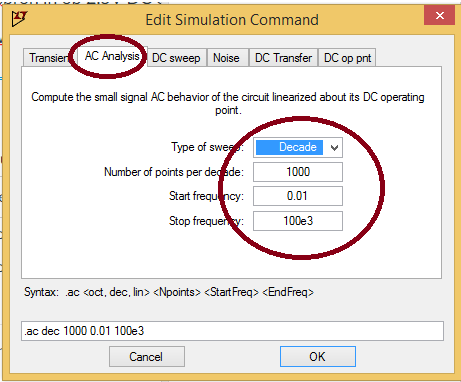 Edit Simulation Command
Transient AC Analysis DC sweep Noise DC Transfer DC op pnt
Compute the small signal AC behavior of the circuit linearized about its DC operating
point.
Type of sweep: Decade
Number of points per decade: 1000
Start frequency: 0.01
Stop frequency: 100e3
Syntax: .ac <oct, dec, lin> <Npoints> <StartFreq> <EndFreq>
.ac dec 1000 0.01 100e3
Cancel OK